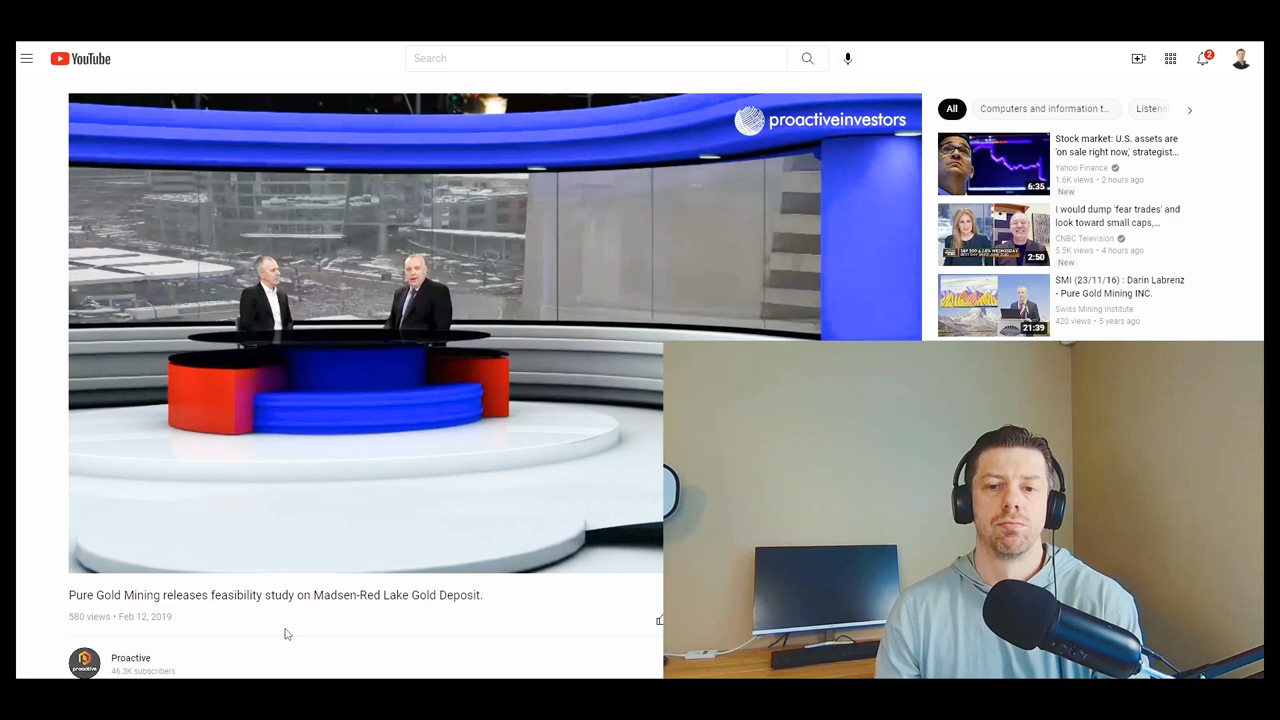 YouTube
Search
2
proactiveinvestors
All
Computers and information t...
Stock market: U.S. assets are
'on sale right now,' strategist...
Yahoo Finance
1.6K views • 2 hours ago
New
6:35
I would dump 'fear trades' and
look toward small caps,...
CNBC Television
5.5K views • 4 hours ago
New
2:50
SMI (23/11/16) : Darin Labrenz
- Pure Gold Mining INC.
Swiss Mining Institute
420 views • 5 years ago
21:39
Pure Gold Mining releases feasibility study on Madsen-Red Lake Gold Deposit.
580 views • Feb 12, 2019
proactive
Proactive
46.3K subscribers